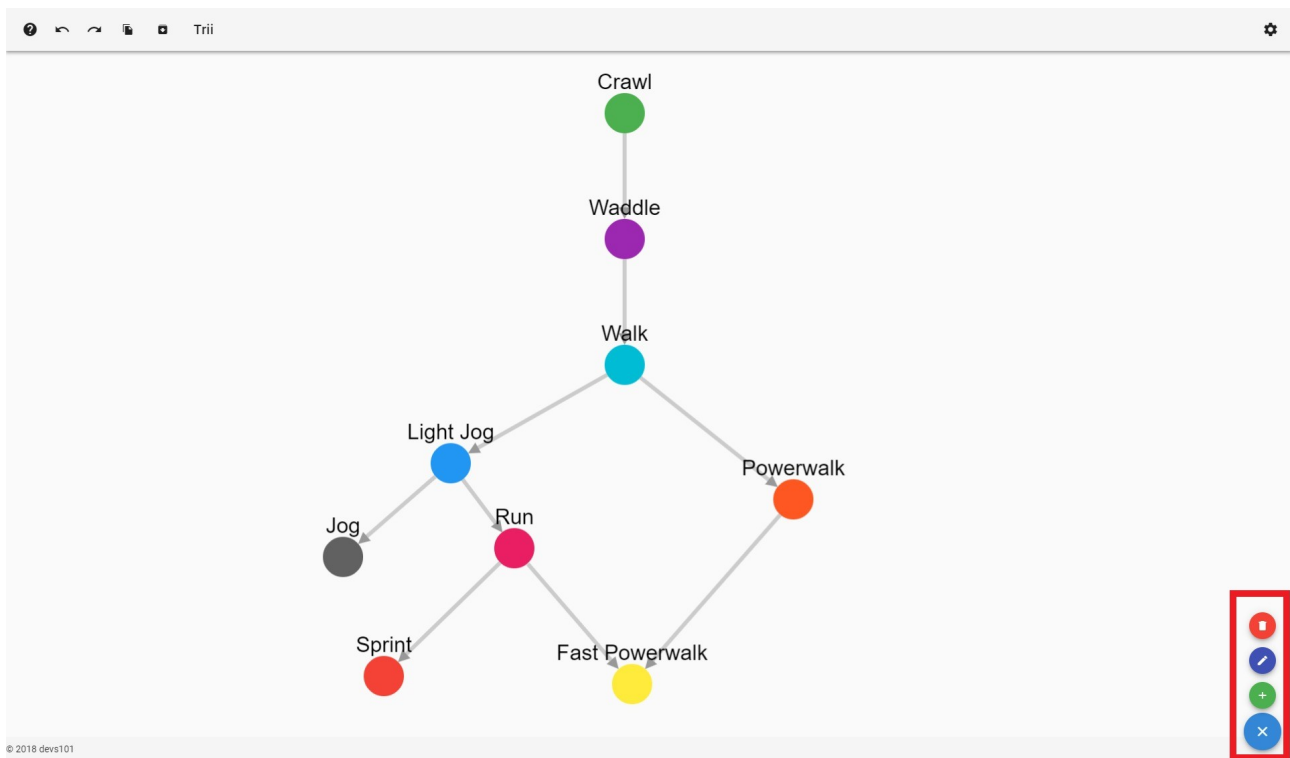 Trii
Crawl
Waddle
Walk
Light Jog
Powerwalk
Run
Jog
Sprint
Fast Powerwalk
© 2018 devs101